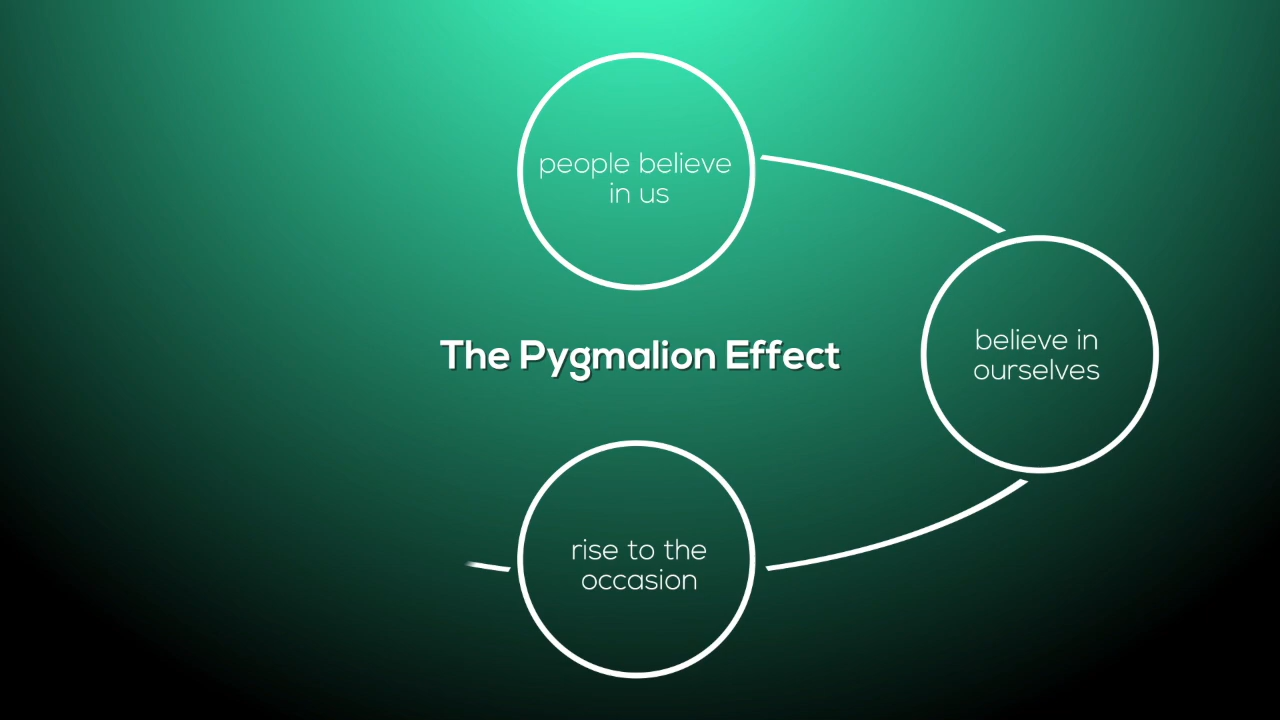 people believe
in us
believe in
ourselves
The Pygmalion Effect
rise to the
occasion